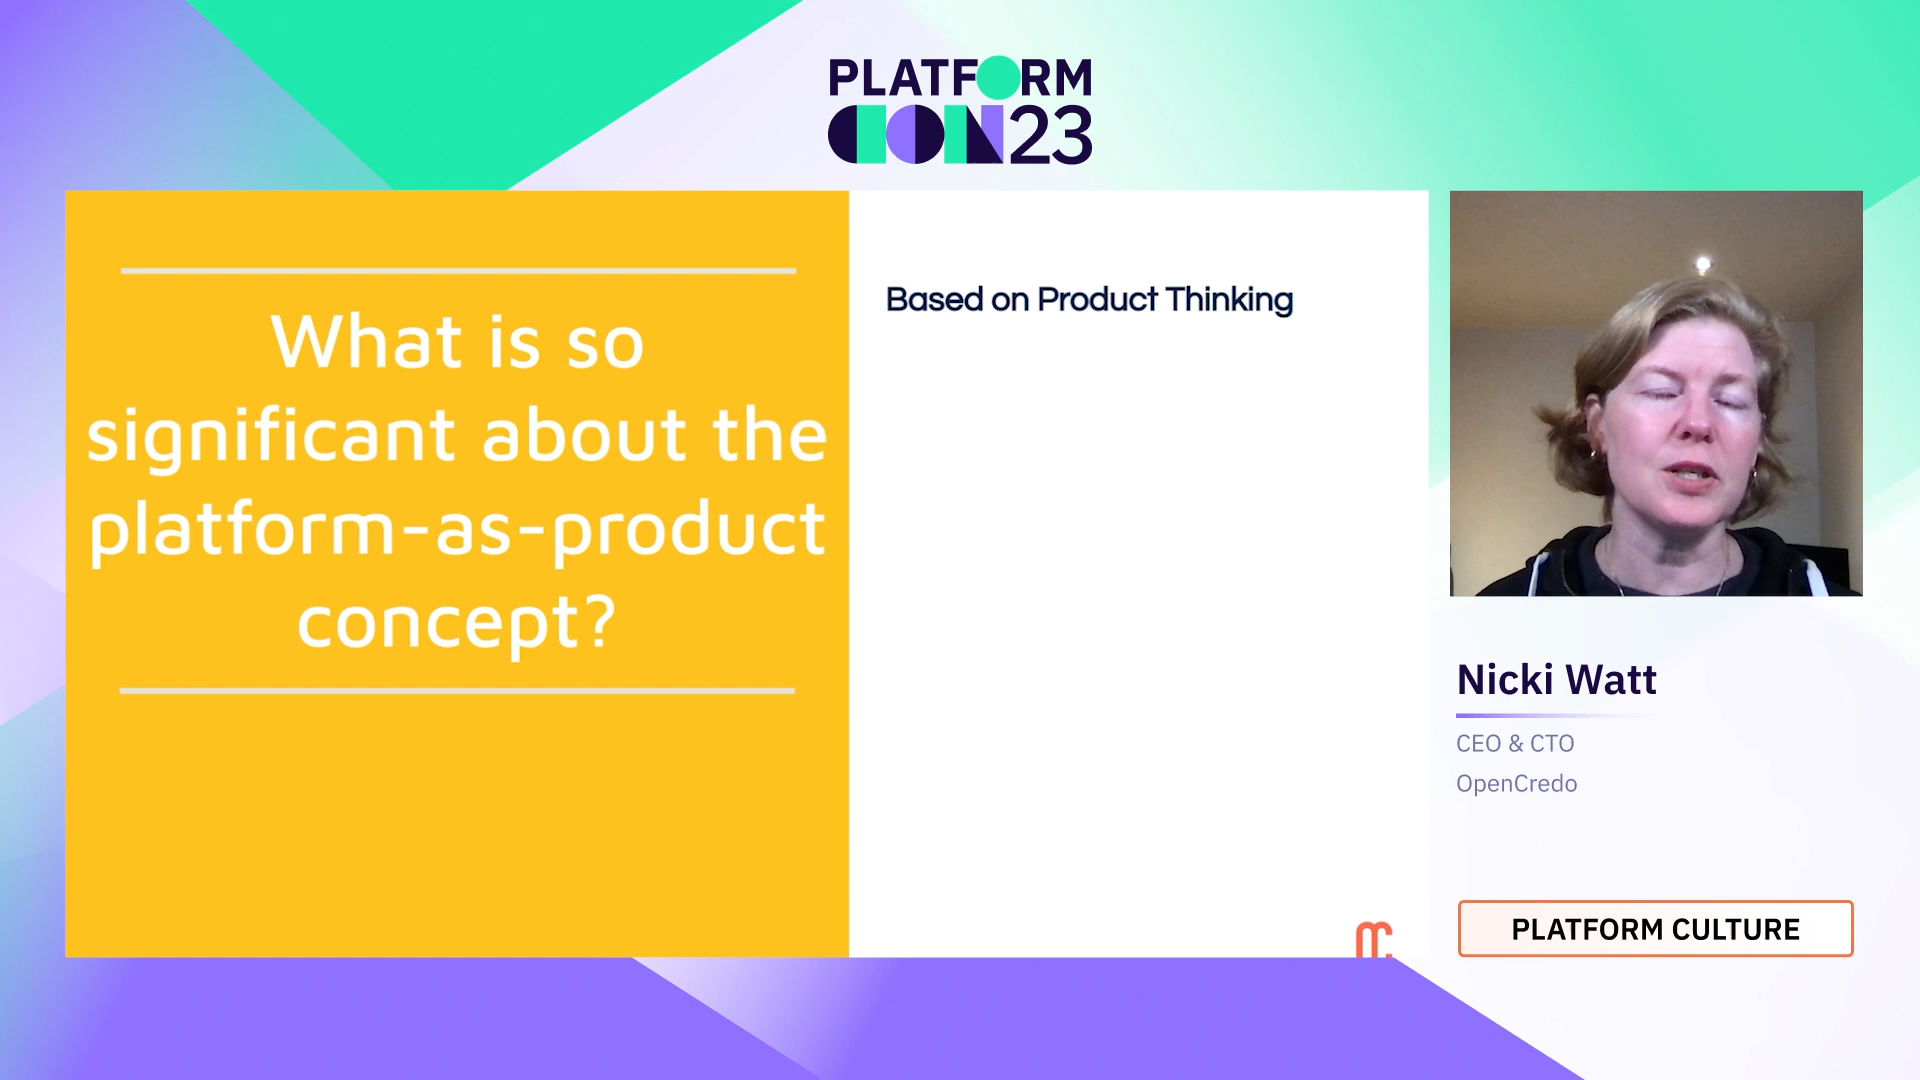 PLATFORM
CON23
What is so
significant about the
platform-as-product
concept?
Based on Product Thinking
Nicki Watt
CEO & CTO
OpenCredo
PLATFORM CULTURE